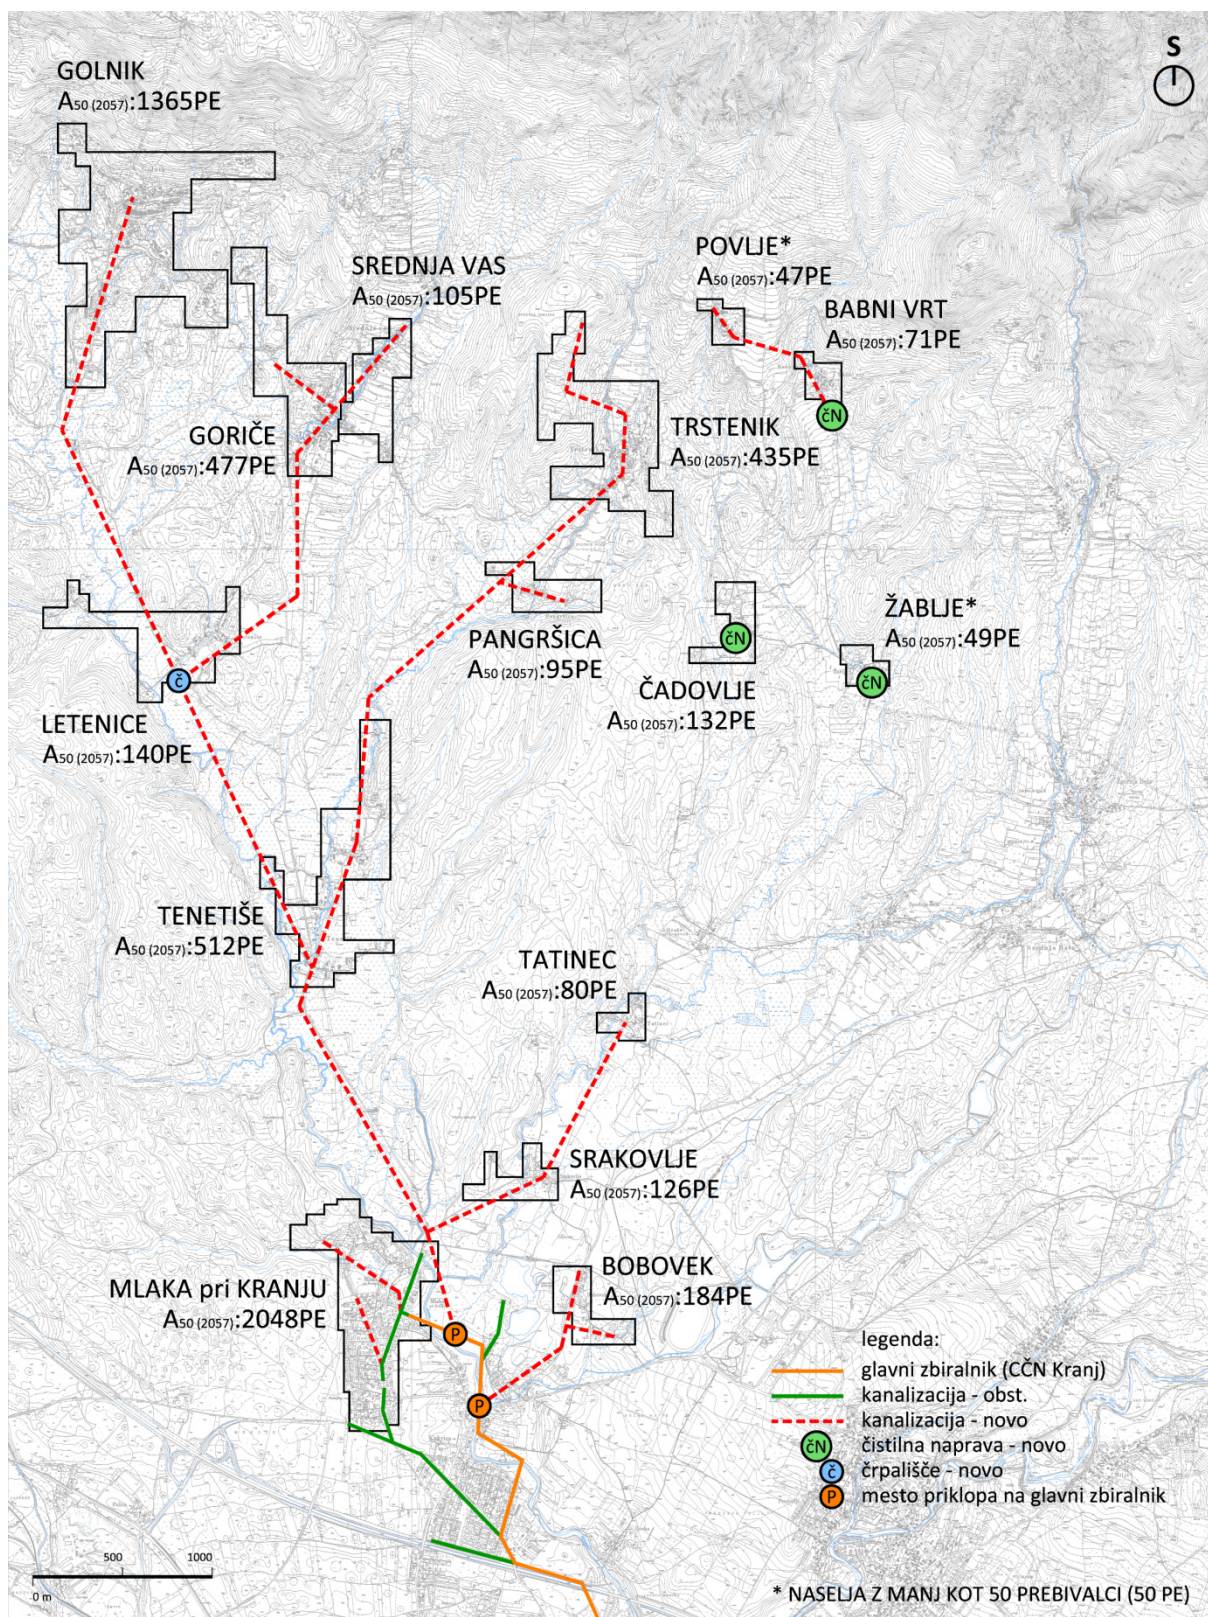 S
GOLNIK
A50 (2057):1365PE
SREDNJA VAS
A50 (2057):105PE
POVLJE*
A50 (2057):47PE
BABNI VRT
A50 (2057):71PE
GORIČE
A50 (2057):477PE
TRSTENIK
A50 (2057):435PE
PANGRŠICA
A50 (2057):95PE
ČN
ČN
ŽABLJE*
A50 (2057):49PE
ČN
ČADOVLJE
A50 (2057):132PE
Č
LETENICE
A50 (2057):140PE
TENETIŠE
A50 (2057):512PE
TATINEC
A50 (2057):80PE
SRAKOVLJE
A50 (2057):126PE
MLAKA pri KRANJU
A50 (2057):2048PE
BOBOVEK
A50 (2057):184PE
P
P
legenda:
glavni zbiralnik (CČN Kranj)
kanalizacija - obst.
kanalizacija - novo
ČN čistilna naprava - novo
Č črpališče - novo
P mesto priklopa na glavni zbiralnik
500 1000
0 m
* NASELJA Z MANJ KOT 50 PREBIVALCI (50 PE)